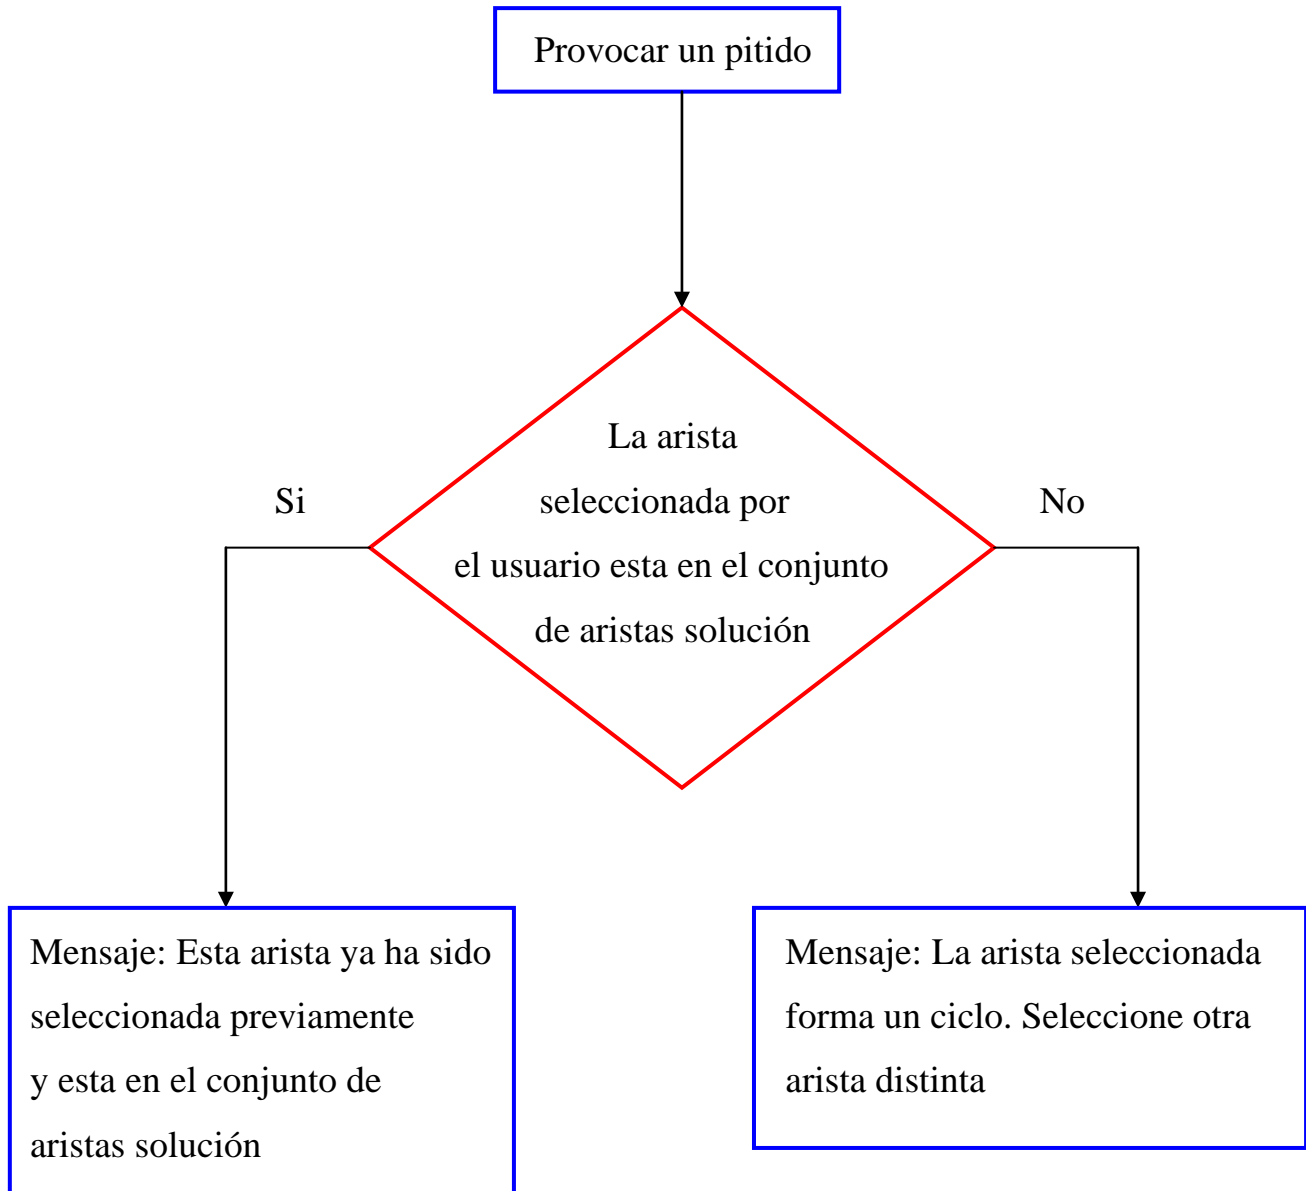 Provocar un pitido
La arista
seleccionada por
el usuario esta en el conjunto
de aristas solución
Si
No
Mensaje: Esta arista ya ha sido
seleccionada previamente
y esta en el conjunto de
aristas solución
Mensaje: La arista seleccionada
forma un ciclo. Seleccione otra
arista distinta